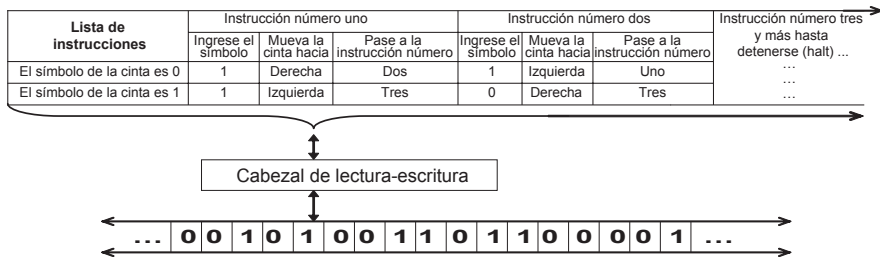 Lista de instrucciones
Instrucción número uno
Instrucción número dos
Instrucción número tres y más hasta detenerse (halt) ...
Ingrese el símbolo
Mueva la cinta hacia
Pase a la instrucción número
Ingrese el símbolo
Mueva la cinta hacia
Pase a la instrucción número
El símbolo de la cinta es 0
1
Derecha
Dos
1
Izquierda
Uno
...
...
El símbolo de la cinta es 1
1
Izquierda
Tres
0
Derecha
Tres
...
Cabezal de lectura-escritura
... 0 0 1 0 1 0 0 1 1 0 1 1 0 0 0 0 1 ...